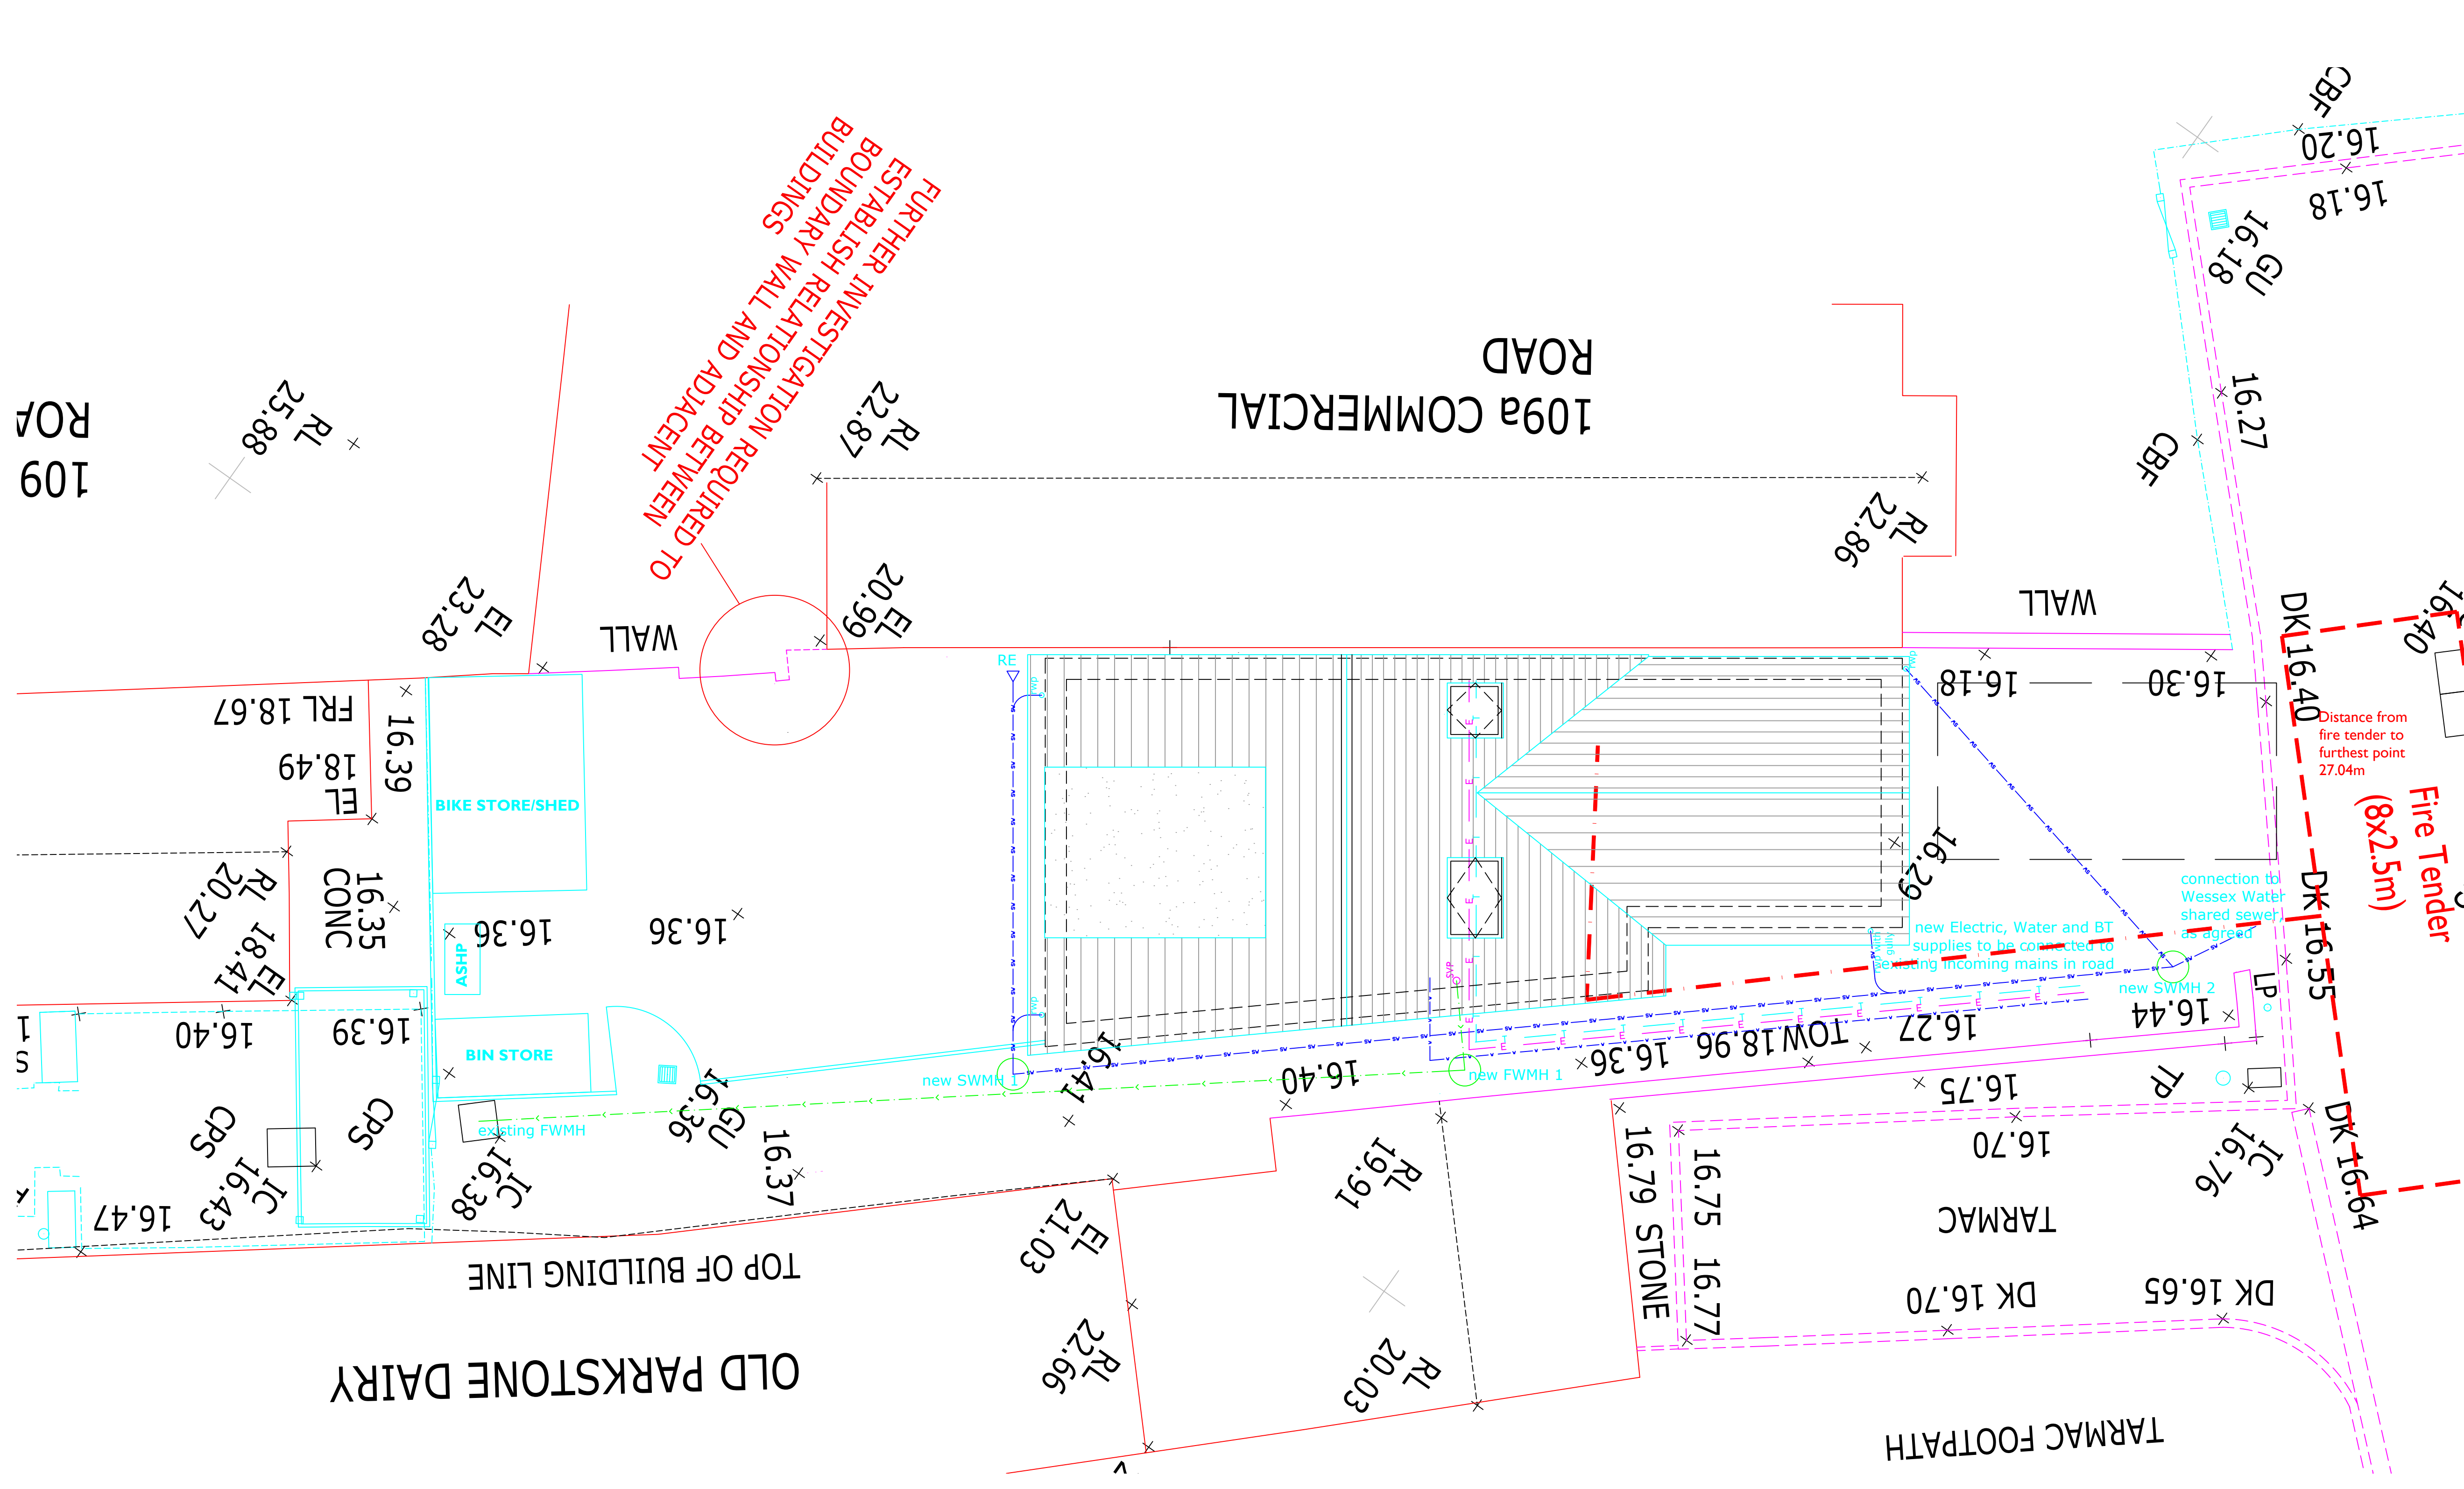 CBF
16.20
16.18
GU
16.18
16.27
CBF
FURTHER INVESTIGATION REQUIRED TO
ESTABLISH RELATIONSHIP BETWEEN
BOUNDARY WALL AND ADJACENT
BUILDINGS
109a COMMERCIAL
ROAD
109
RL
25.88
RL
22.87
RL
22.86
EL
23.28
EL
20.99
WALL
WALL
RE
rwp
rwp
rwp
FRL 18.67
16.39
EL
18.49
BIKE STORE/SHED
16.18
16.30
DK 16.40
16.40
Distance from
fire tender to
furthest point
27.04m
Fire Tender
(8x2.5m)
RL
20.27
CONC
16.35
EL
18.41
16.36
16.36
ASHP
16.29
connection to
Wessex Water
shared sewer,
as agreed
DK 16.55
new Electric, Water and BT
supplies to be connected to
existing incoming mains in road
SVP
gully
new SWMH 2
LP
16.40
16.39
BIN STORE
16.41
16.40
new SWMH 1
new FWMH 1
16.36
TOW 18.96
16.27
16.44
existing FWMH
GU
16.36
16.37
16.75
TP
CPS
CPS
IC
16.43
IC
16.38
16.47
RL
19.91
16.79 STONE
16.75
16.77
16.70
IC
16.76
DK 16.64
TARMAC
EL
21.03
TOP OF BUILDING LINE
DK 16.70
DK 16.65
OLD PARKSTONE DAIRY
RL
22.66
RL
20.03
TARMAC FOOTPATH